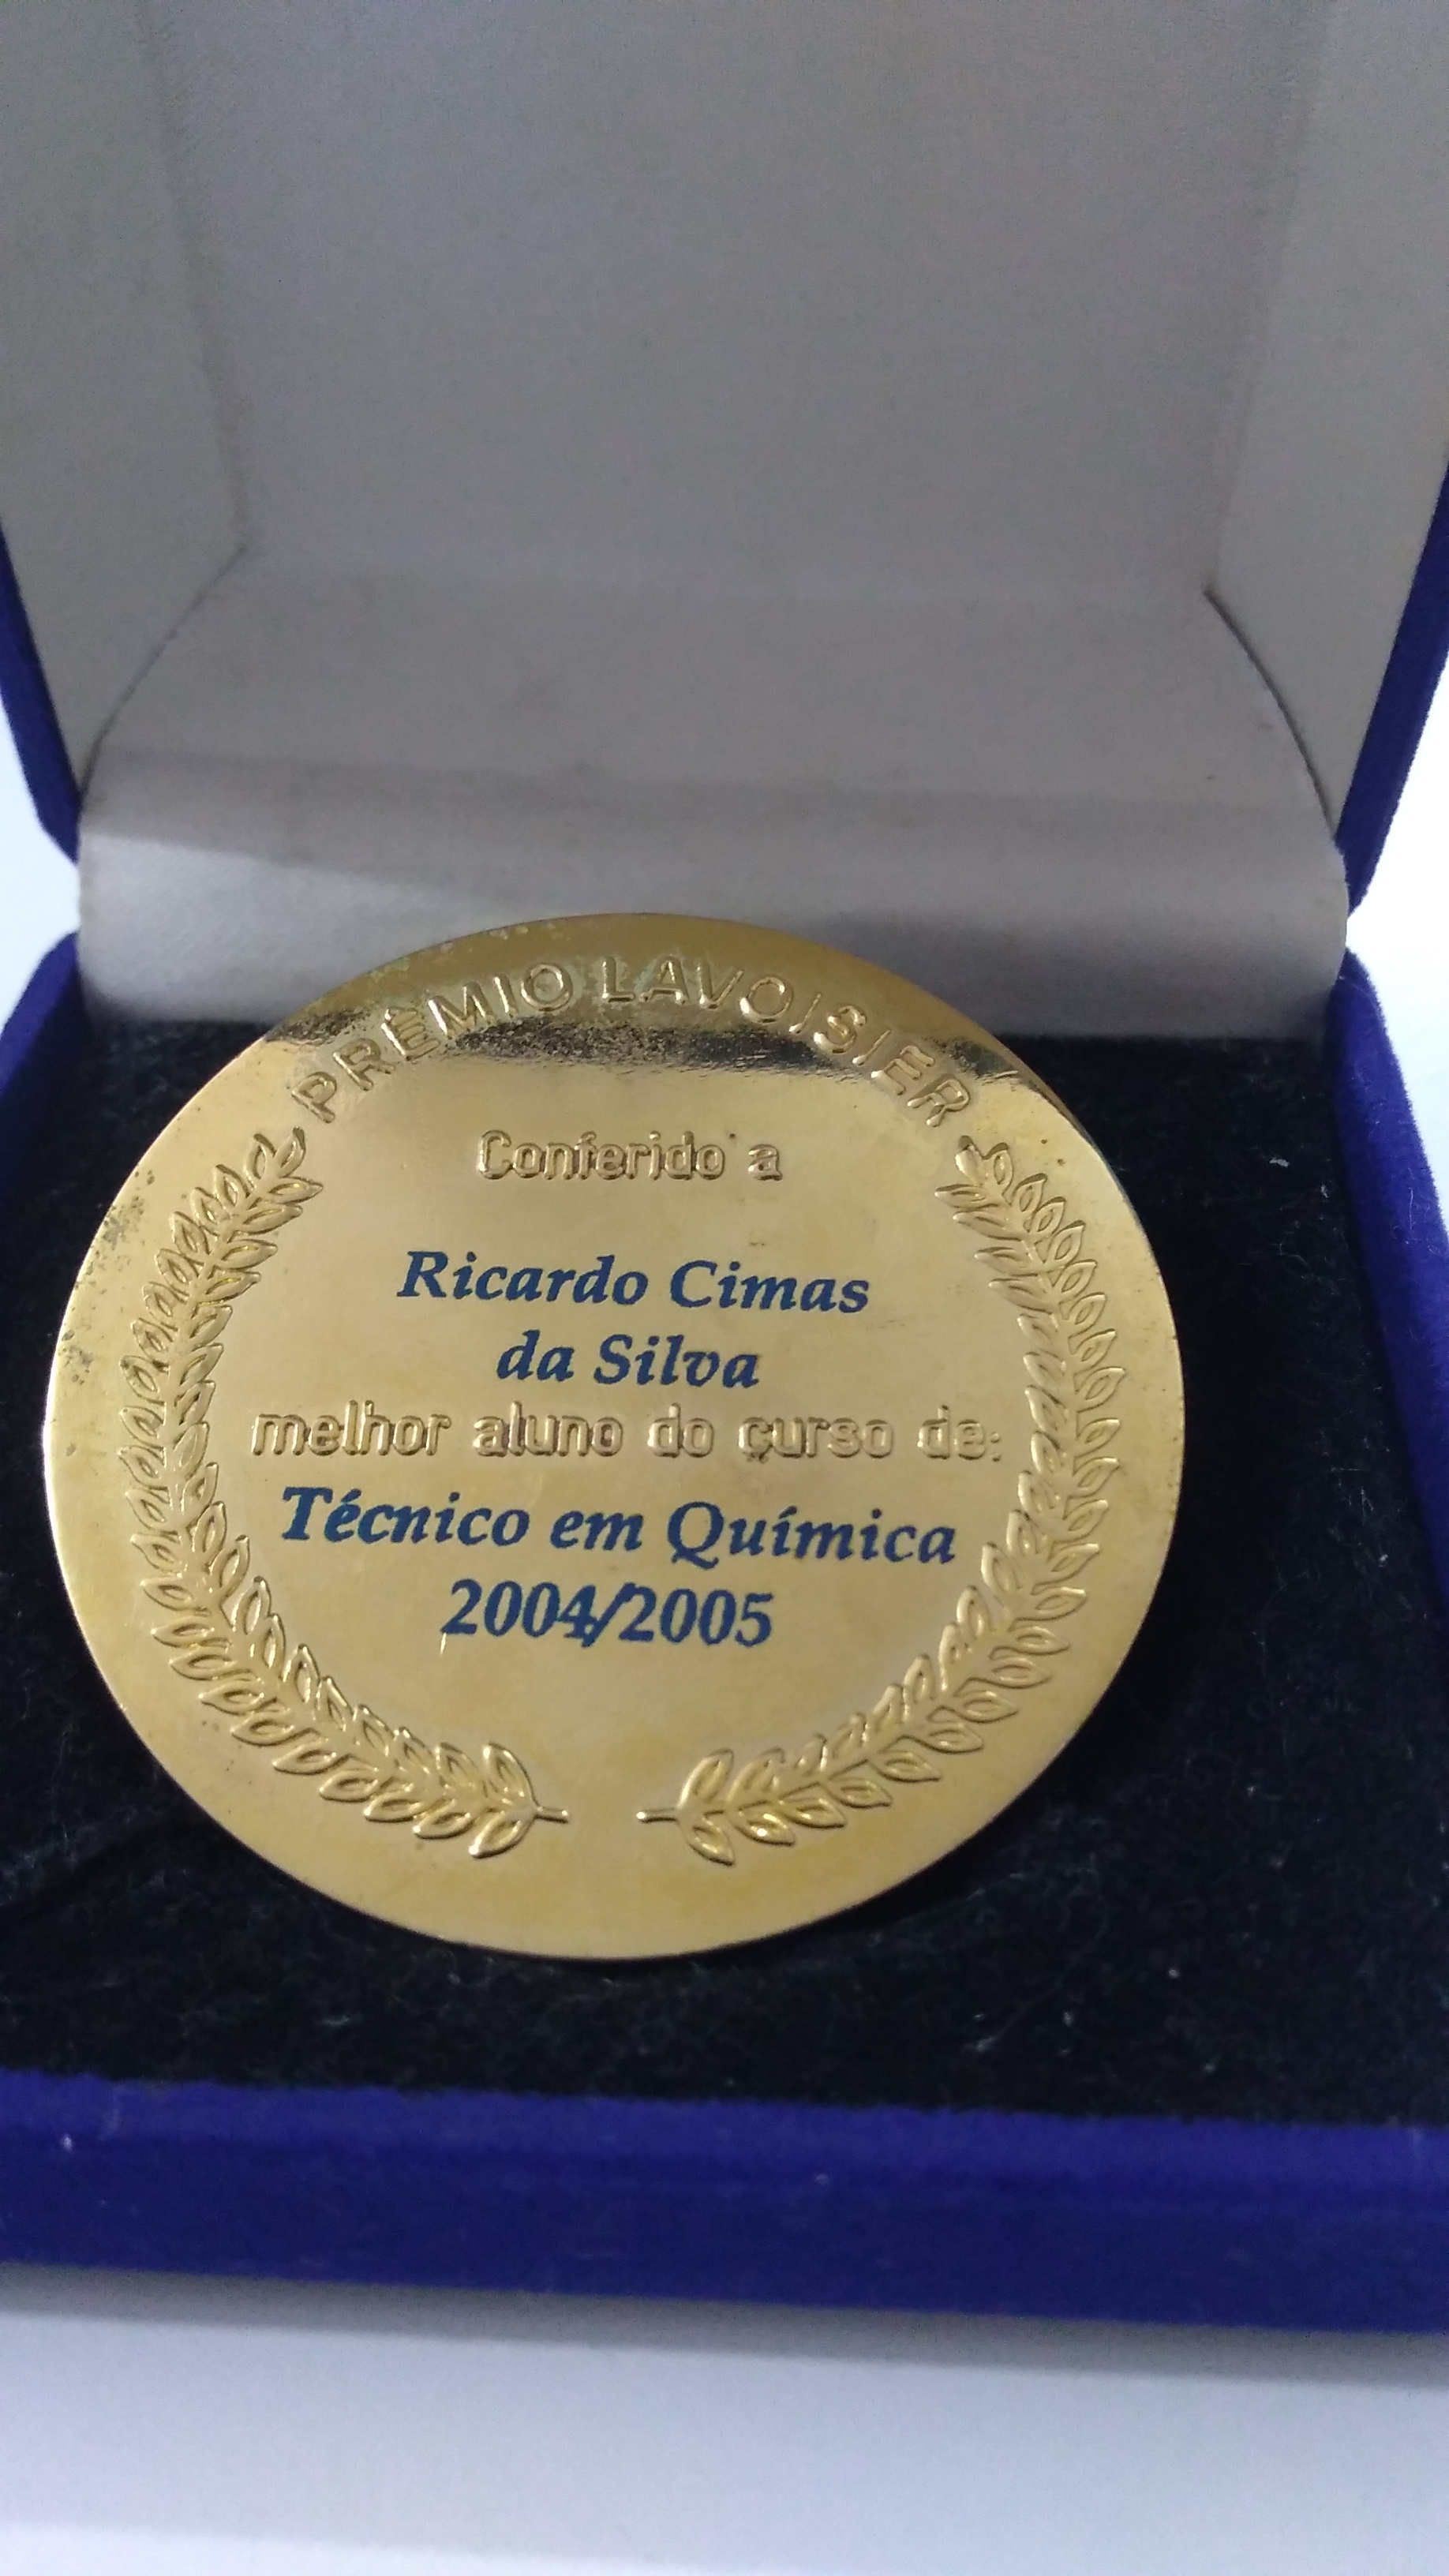 PRÊMIO LAVOISIER
Conferido a
Ricardo Cimas
da Silva
melhor aluno do curso de:
Técnico em Química
2004/2005